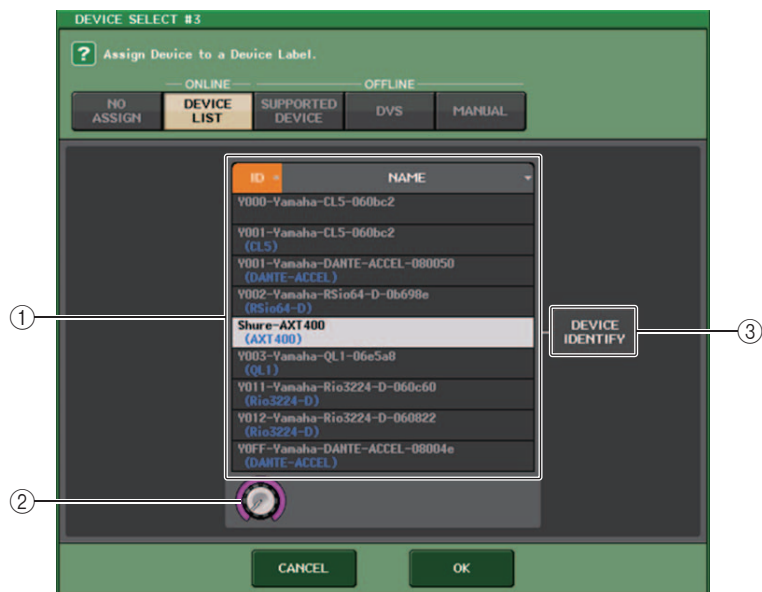 DEVICE SELECT #3
? Assign Device to a Device Label.
ONLINE OFFLINE
NO ASSIGN
DEVICE LIST
SUPPORTED DEVICE
DVS
MANUAL
ID NAME
Y000-Yamaha-CL5-060bc2
Y001-Yamaha-CL5-060bc2
(CL5)
Y001-Yamaha-DANTE-ACCEL-080050
(DANTE-ACCEL)
Y002-Yamaha-RSio64-D-0b698e
(RSio64-D)
Shure-AXT400
(AXT400)
Y003-Yamaha-QL1-06e5a8
(QL1)
Y011-Yamaha-Rio3224-D-060c60
(Rio3224-D)
Y012-Yamaha-Rio3224-D-060822
(Rio3224-D)
Y0FF-Yamaha-DANTE-ACCEL-08004e
(DANTE-ACCEL)
DEVICE
IDENTIFY
①
②
③
CANCEL
OK